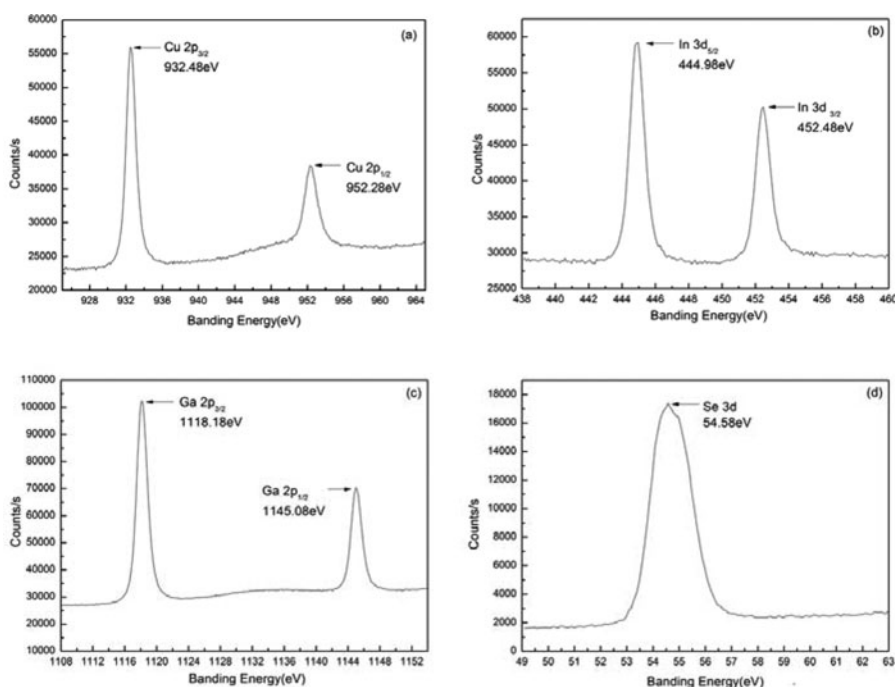 (a)
Cu 2p3/2
932.48eV
Cu 2p1/2
952.28eV
Counts/s
60000
55000
50000
45000
40000
35000
30000
25000
20000
928 932 936 940 944 948 952 956 960 964
Banding Energy(eV)
(b)
In 3d5/2
444.98eV
In 3d 3/2
452.48eV
Counts/s
60000
55000
50000
45000
40000
35000
30000
25000
438 440 442 444 446 448 450 452 454 456 458 460
Banding Energy(eV)
(c)
Ga 2p3/2
1118.18eV
Ga 2p1/2
1145.08eV
Counts/s
110000
100000
90000
80000
70000
60000
50000
40000
30000
20000
10000
1108 1112 1116 1120 1124 1128 1132 1136 1140 1144 1148 1152
Banding Energy(eV)
(d)
Se 3d
54.58eV
Counts/s
18000
16000
14000
12000
10000
8000
6000
4000
2000
0
49 50 51 52 53 54 55 56 57 58 59 60 61 62 63
Banding Energy(eV)